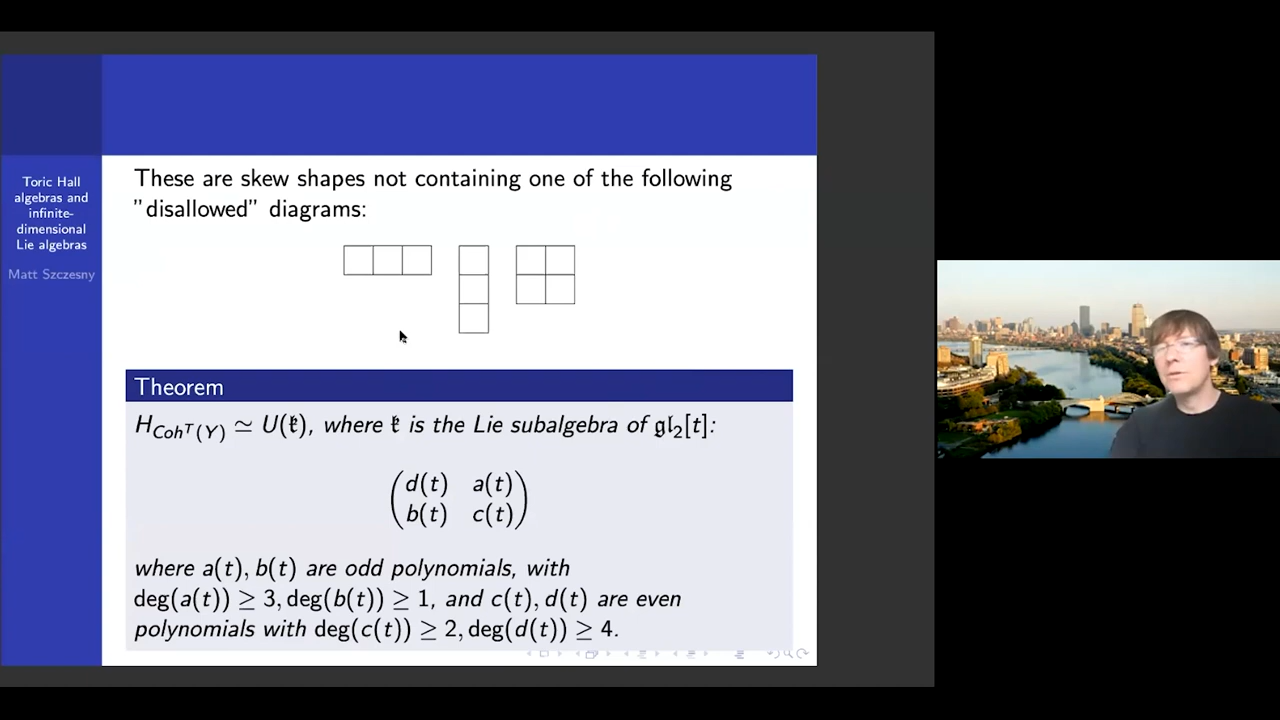 Toric Hall
algebras and
infinite-
dimensional
Lie algebras
Matt Szczesny
These are skew shapes not containing one of the following
"disallowed" diagrams:
Theorem
H_{Coh^T(Y)} ≃ U(𝔨), where 𝔨 is the Lie subalgebra of 𝔤𝔩₂[t]:
d(t) a(t)
b(t) c(t)
where a(t), b(t) are odd polynomials, with
deg(a(t)) ≥ 3, deg(b(t)) ≥ 1, and c(t), d(t) are even
polynomials with deg(c(t)) ≥ 2, deg(d(t)) ≥ 4.